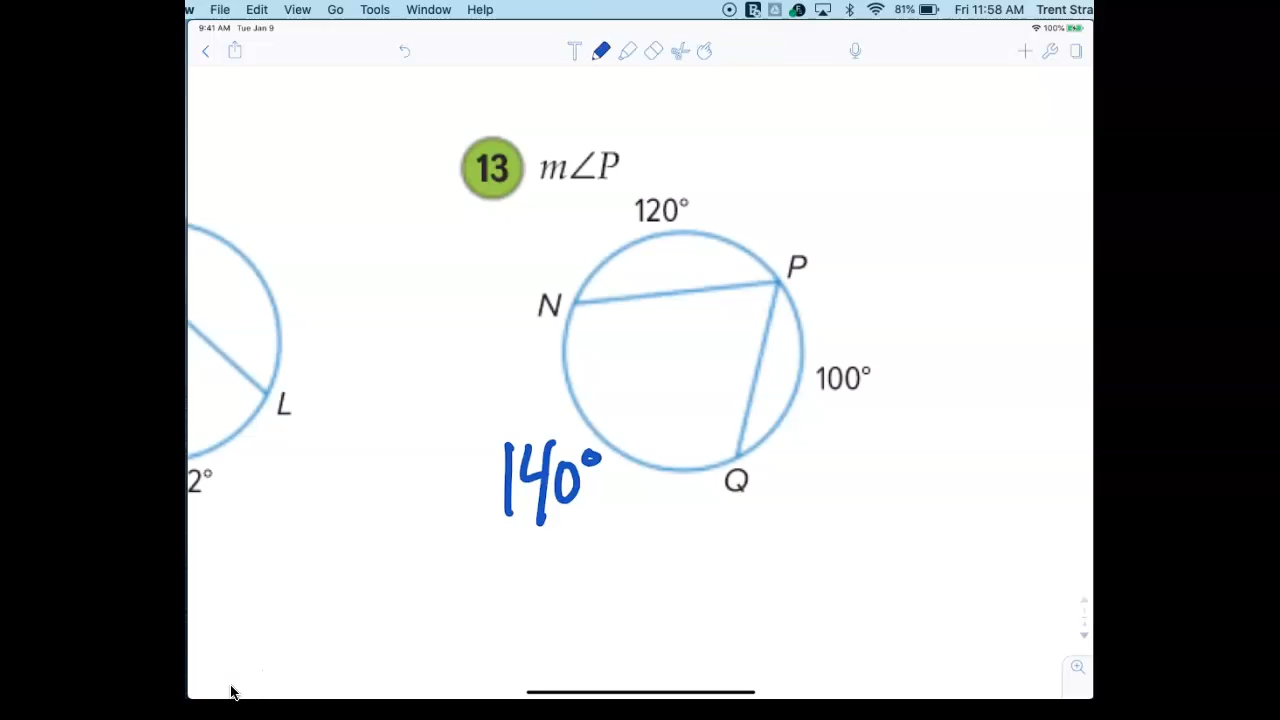 w File Edit View Go Tools Window Help 81% Fri 11:58 AM Trent Stra
9:41 AM Tue Jan 9 100%
T
13 m∠P
120°
P
N
100°
L
140°
Q
2°